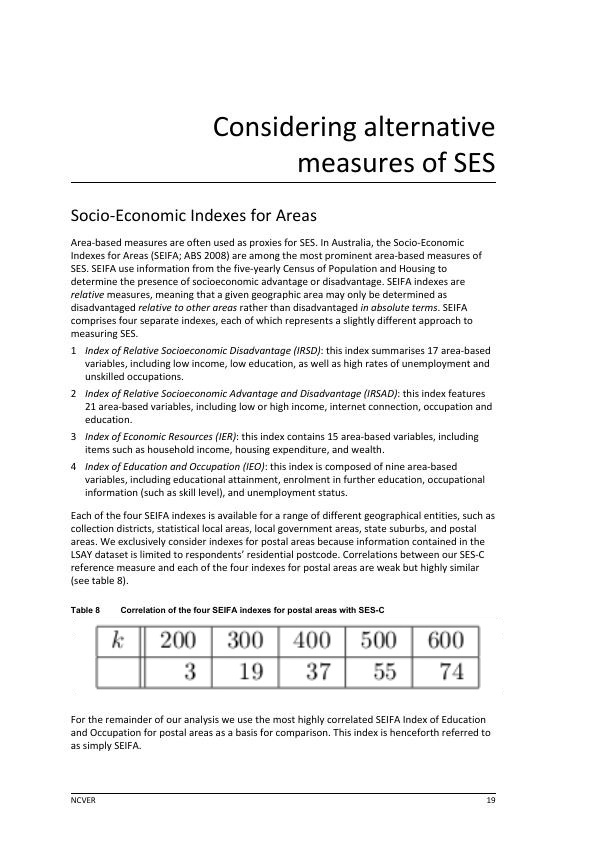 Considering alternative
measures of SES
Socio-Economic Indexes for Areas
Area-based measures are often used as proxies for SES. In Australia, the Socio-Economic
Indexes for Areas (SEIFA; ABS 2008) are among the most prominent area-based measures of
SES. SEIFA use information from the five-yearly Census of Population and Housing to
determine the presence of socioeconomic advantage or disadvantage. SEIFA indexes are
relative measures, meaning that a given geographic area may only be determined as
disadvantaged relative to other areas rather than disadvantaged in absolute terms. SEIFA
comprises four separate indexes, each of which represents a slightly different approach to
measuring SES.
1 Index of Relative Socioeconomic Disadvantage (IRSD): this index summarises 17 area-based
variables, including low income, low education, as well as high rates of unemployment and
unskilled occupations.
2 Index of Relative Socioeconomic Advantage and Disadvantage (IRSAD): this index features
21 area-based variables, including low or high income, internet connection, occupation and
education.
3 Index of Economic Resources (IER): this index contains 15 area-based variables, including
items such as household income, housing expenditure, and wealth.
4 Index of Education and Occupation (IEO): this index is composed of nine area-based
variables, including educational attainment, enrolment in further education, occupational
information (such as skill level), and unemployment status.
Each of the four SEIFA indexes is available for a range of different geographical entities, such as
collection districts, statistical local areas, local government areas, state suburbs, and postal
areas. We exclusively consider indexes for postal areas because information contained in the
LSAY dataset is limited to respondents' residential postcode. Correlations between our SES-C
reference measure and each of the four indexes for postal areas are weak but highly similar
(see table 8).
Table 8 Correlation of the four SEIFA indexes for postal areas with SES-C
k 200 300 400 500 600
3 19 37 55 74
For the remainder of our analysis we use the most highly correlated SEIFA Index of Education
and Occupation for postal areas as a basis for comparison. This index is henceforth referred to
as simply SEIFA.
NCVER 19